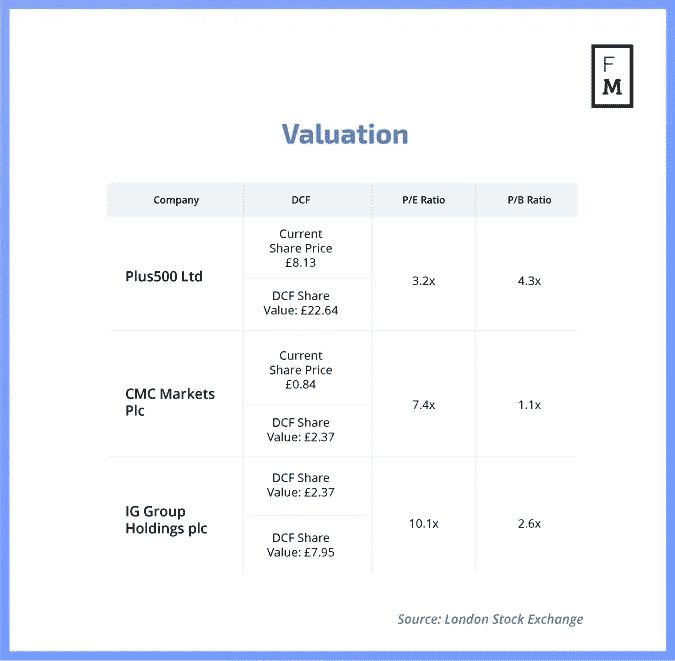 F
M
Valuation
Company DCF P/E Ratio P/B Ratio
Plus500 Ltd
Current
Share Price
£8.13
DCF Share
Value: £22.64
3.2x
4.3x
CMC Markets
Plc
Current
Share Price
£0.84
DCF Share
Value: £2.37
7.4x
1.1x
IG Group
Holdings plc
DCF Share
Value: £2.37
DCF Share
Value: £7.95
10.1x
2.6x
Source: London Stock Exchange